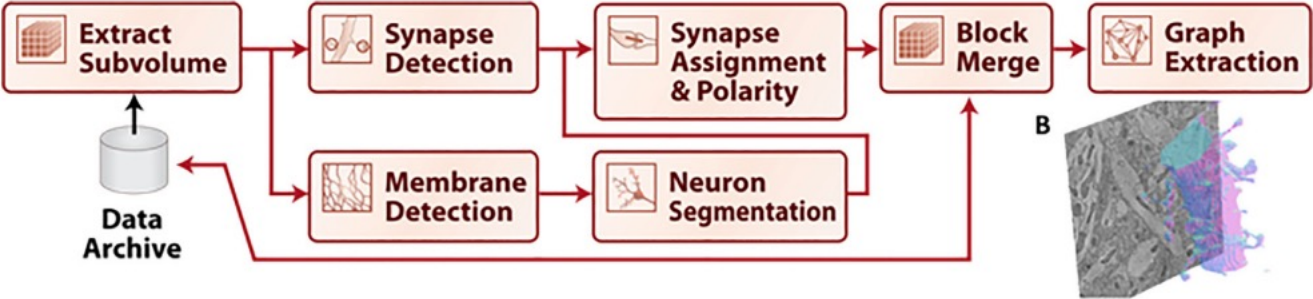 Extract
Subvolume
Synapse
Detection
Synapse
Assignment
& Polarity
Block
Merge
Graph
Extraction
B
Membrane
Detection
Neuron
Segmentation
Data
Archive